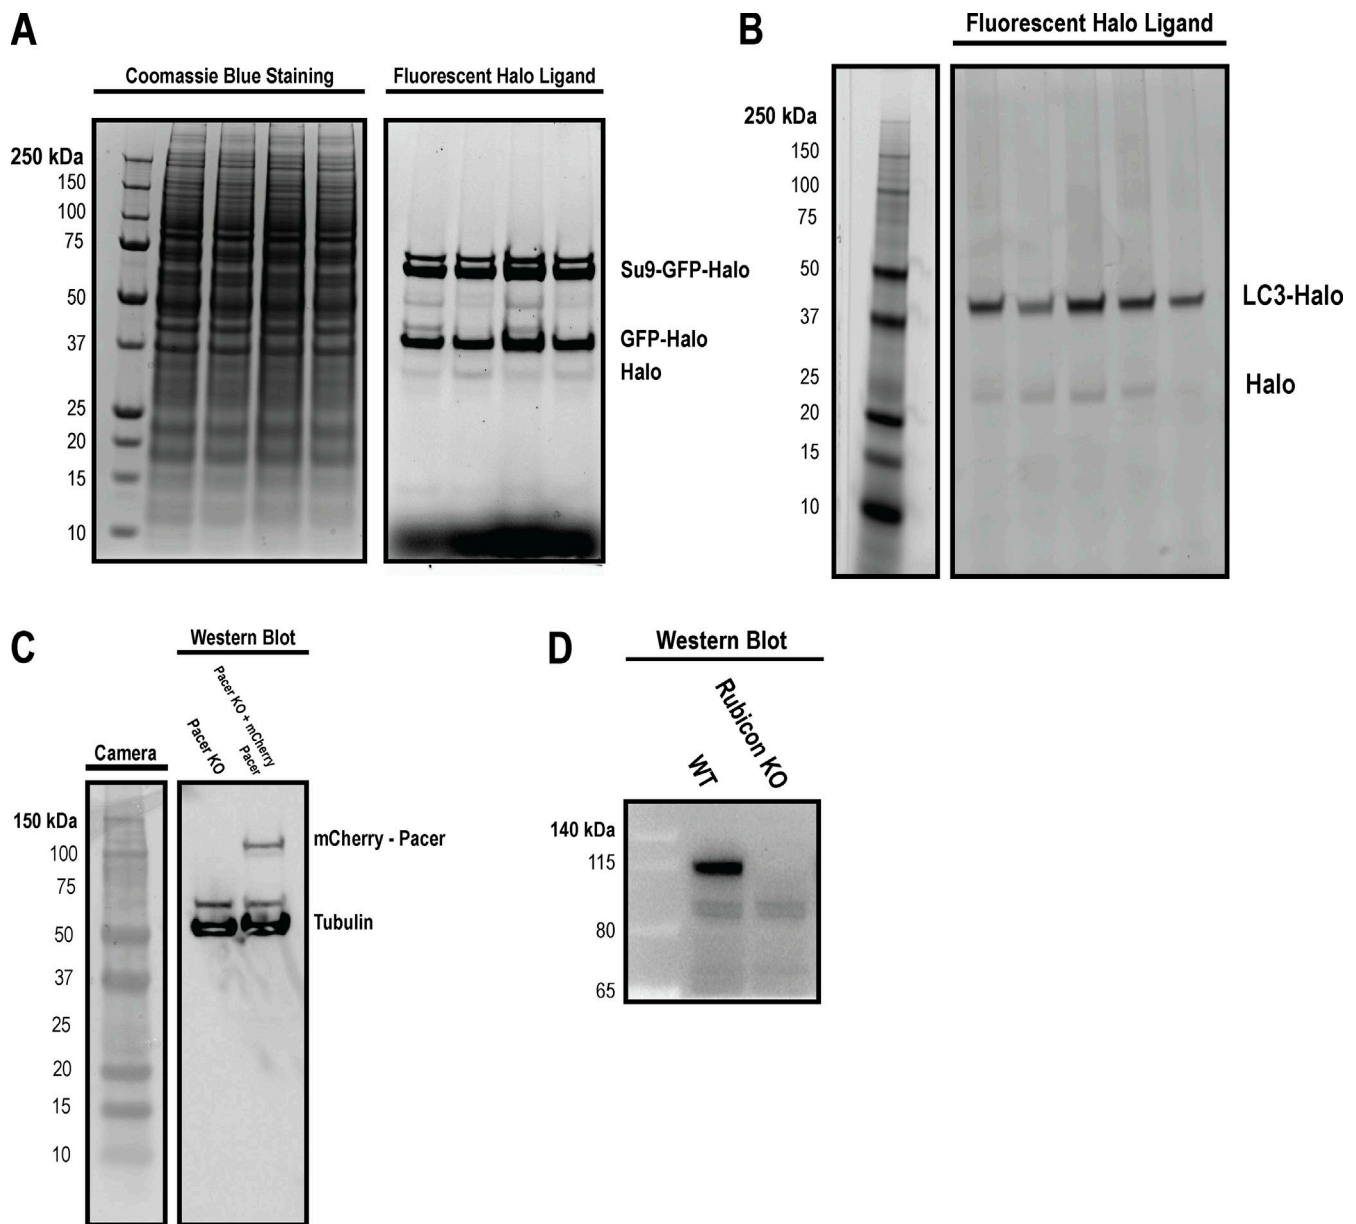 A
Coomassie Blue Staining
Fluorescent Halo Ligand
250 kDa
150
100
75
50
37
25
20
15
10
Su9-GFP-Halo
GFP-Halo
Halo
B
Fluorescent Halo Ligand
250 kDa
150
100
75
50
37
25
20
15
10
LC3-Halo
Halo
C
Western Blot
Camera
Pacer KO
Pacer KO + mCherry
Pacer
150 kDa
100
75
50
37
25
20
15
10
mCherry - Pacer
Tubulin
D
Western Blot
WT
Rubicon KO
140 kDa
115
80
65